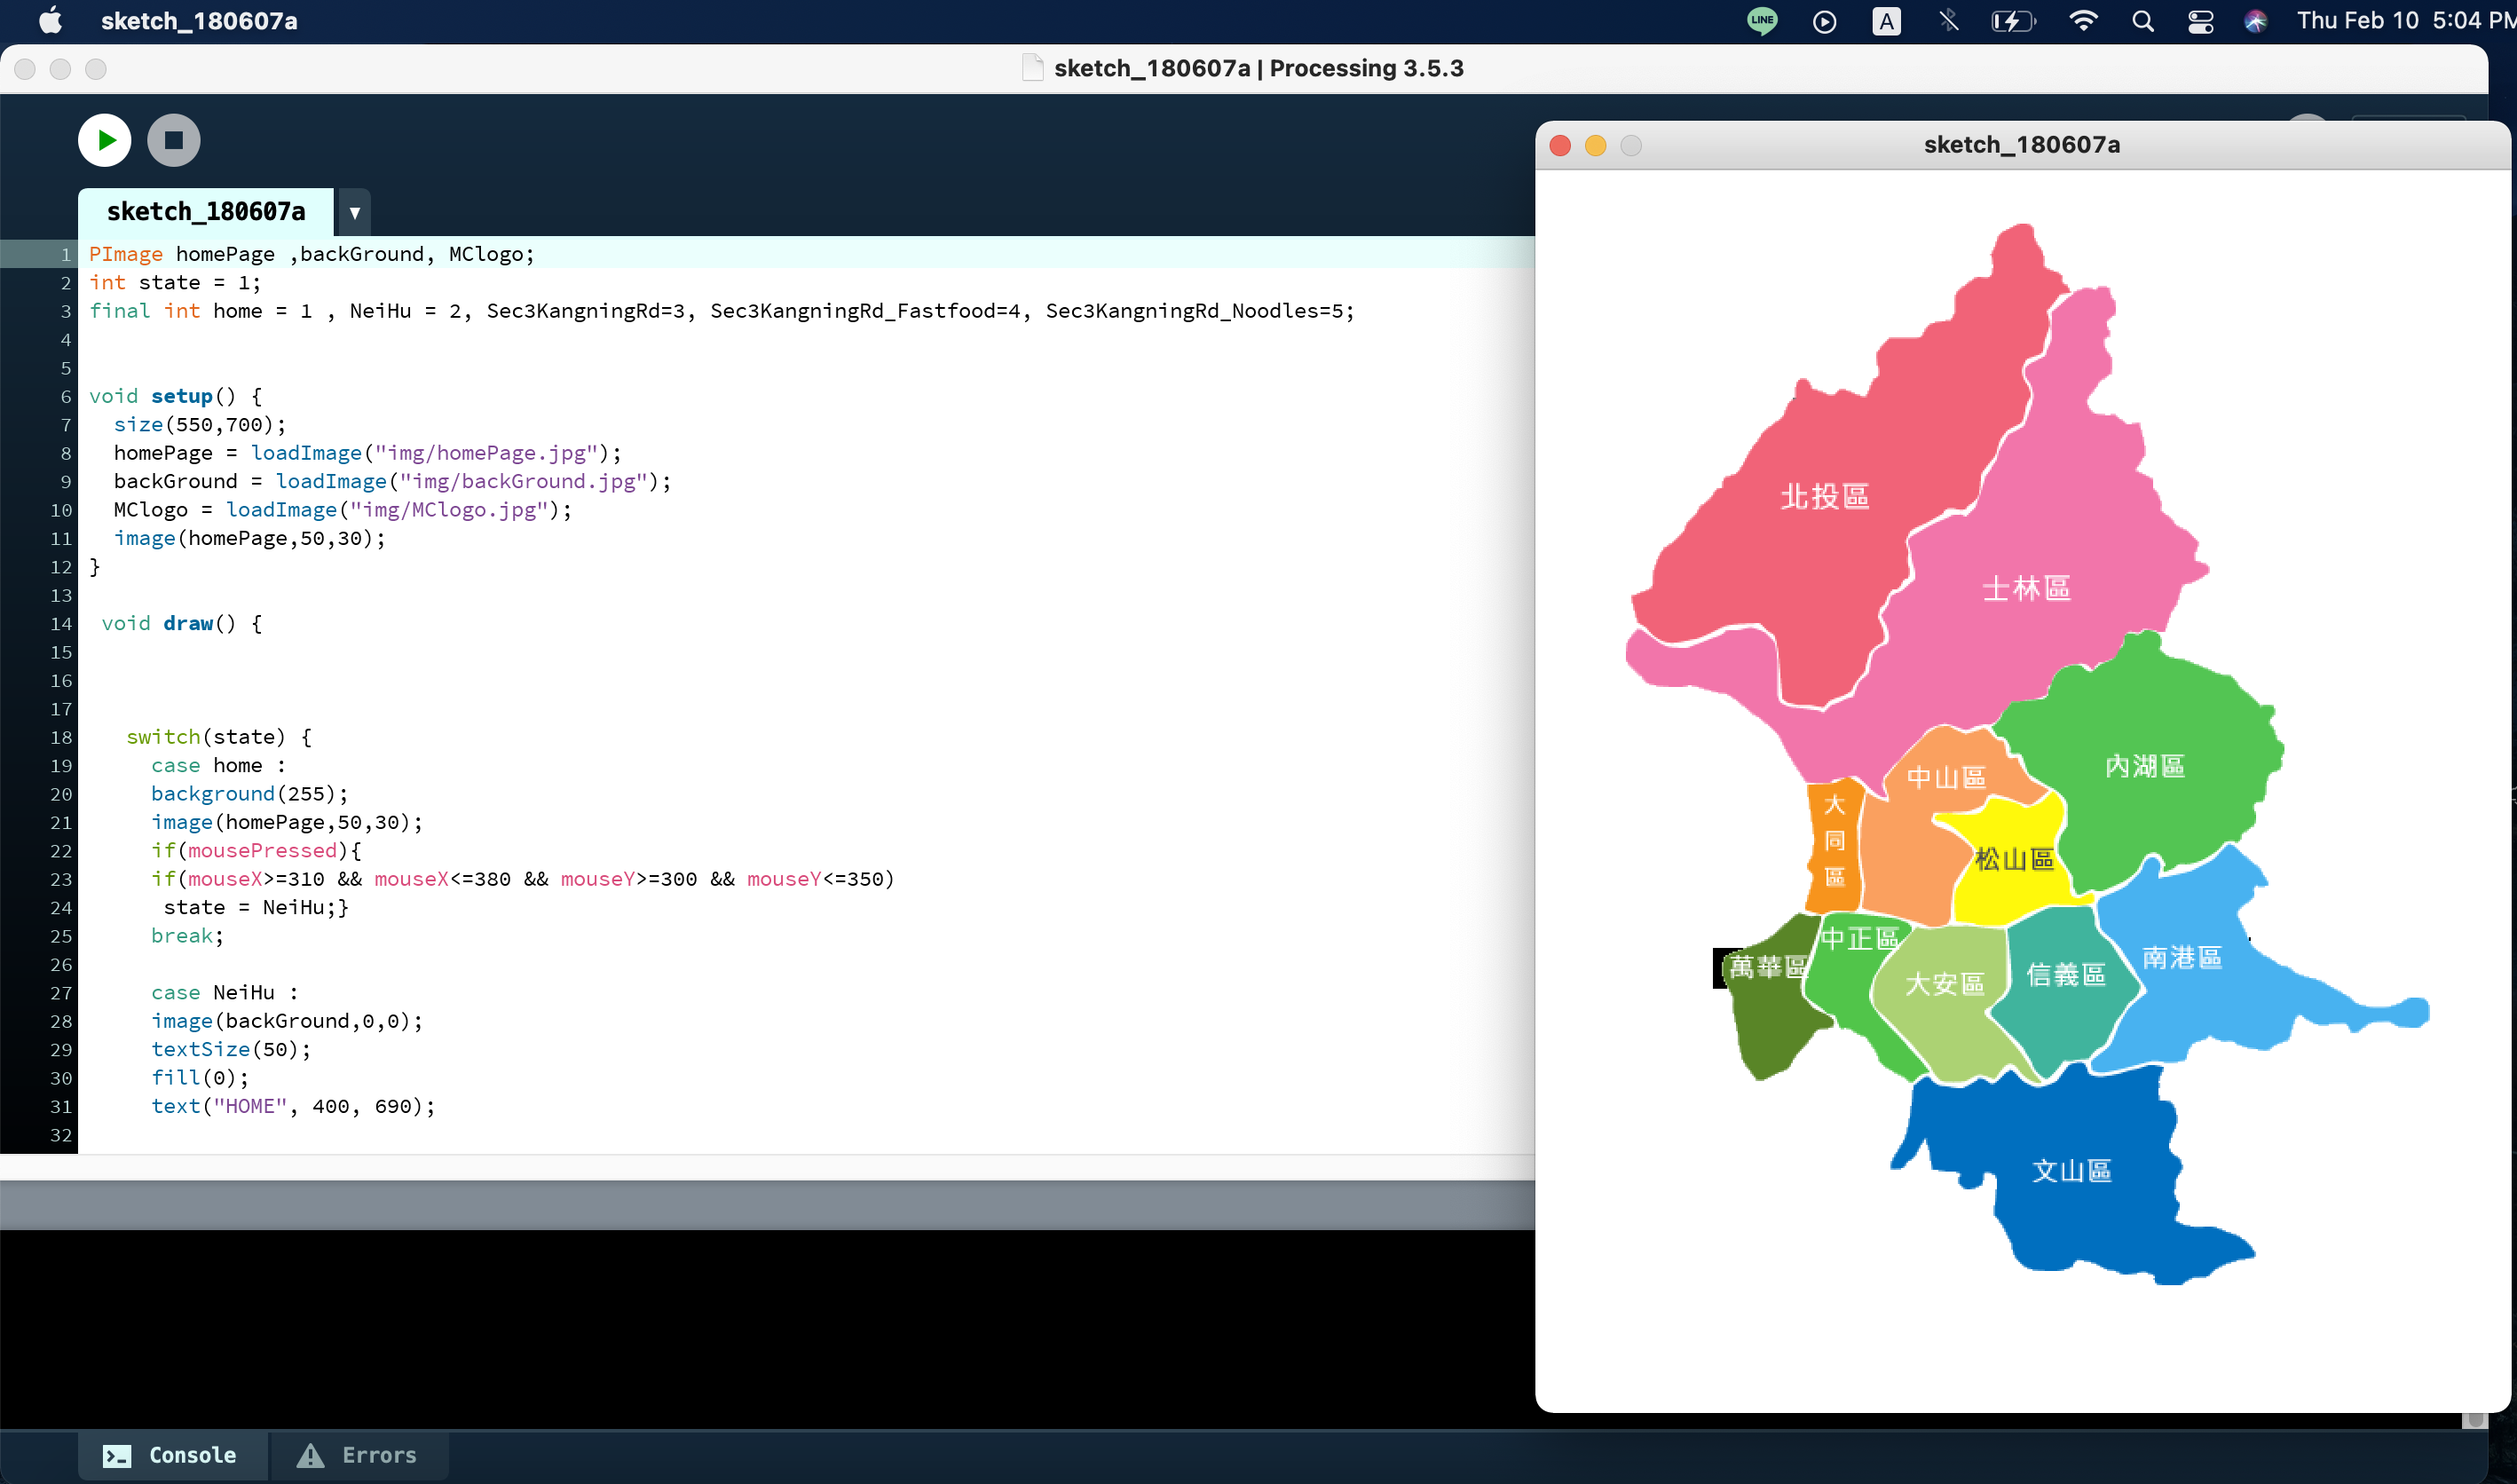 sketch_180607a
LINE
A
Thu Feb 10 5:04 PM
sketch_180607a | Processing 3.5.3
sketch_180607a
1 PImage homePage ,backGround, MClogo;
2 int state = 1;
3 final int home = 1 , NeiHu = 2, Sec3KangningRd=3, Sec3KangningRd_Fastfood=4, Sec3KangningRd_Noodles=5;
4
5
6 void setup() {
7 size(550,700);
8 homePage = loadImage("img/homePage.jpg");
9 backGround = loadImage("img/backGround.jpg");
10 MClogo = loadImage("img/MClogo.jpg");
11 image(homePage,50,30);
12 }
13
14 void draw() {
15
16
17
18 switch(state) {
19 case home :
20 background(255);
21 image(homePage,50,30);
22 if(mousePressed){
23 if(mouseX>=310 && mouseX<=380 && mouseY>=300 && mouseY<=350)
24 state = NeiHu;}
25 break;
26
27 case NeiHu :
28 image(backGround,0,0);
29 textSize(50);
30 fill(0);
31 text("HOME", 400, 690);
32
Console
Errors
sketch_180607a
北投區
士林區
內湖區
中山區
大同區
松山區
中正區
萬華區
大安區
信義區
南港區
文山區